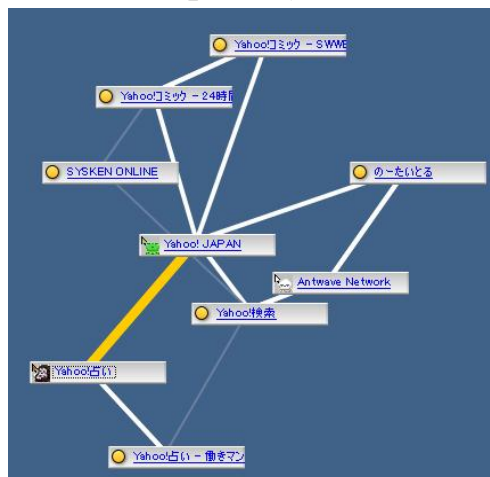 Yahoo!コミック - SWWE
Yahoo!コミック - 24時間
SYSKEN ONLINE
のーたいとる
Yahoo! JAPAN
Antwave Network
Yahoo!検索
Yahoo!占い
Yahoo!占い - 働きマン